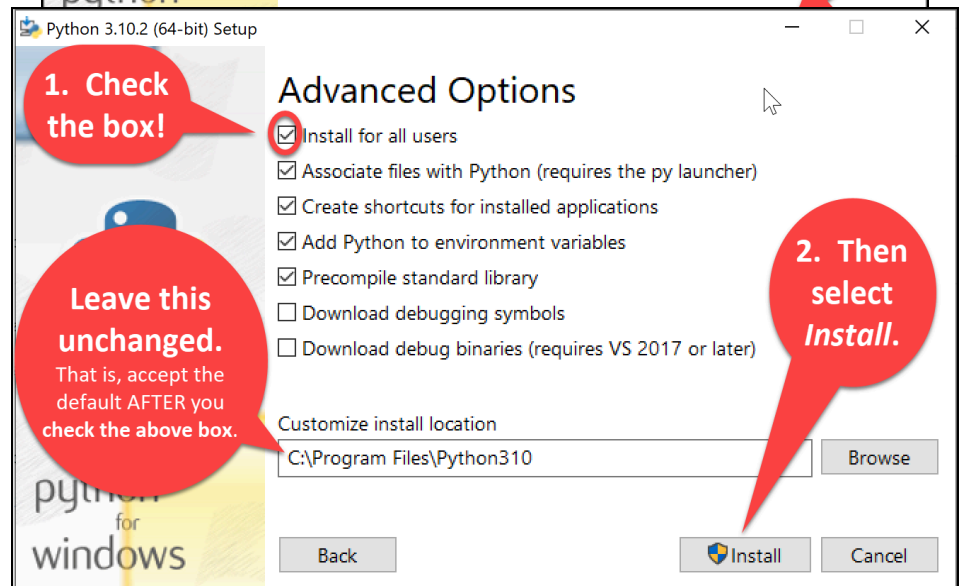 python
Python 3.10.2 (64-bit) Setup
1. Check
the box!
Advanced Options
Install for all users
Associate files with Python (requires the py launcher)
Create shortcuts for installed applications
Add Python to environment variables
Precompile standard library
Download debugging symbols
Download debug binaries (requires VS 2017 or later)
2. Then
select
Install.
Leave this
unchanged.
That is, accept the
default AFTER you
check the above box.
Customize install location
C:\Program Files\Python310
Browse
python
for
windows
Back
Install
Cancel